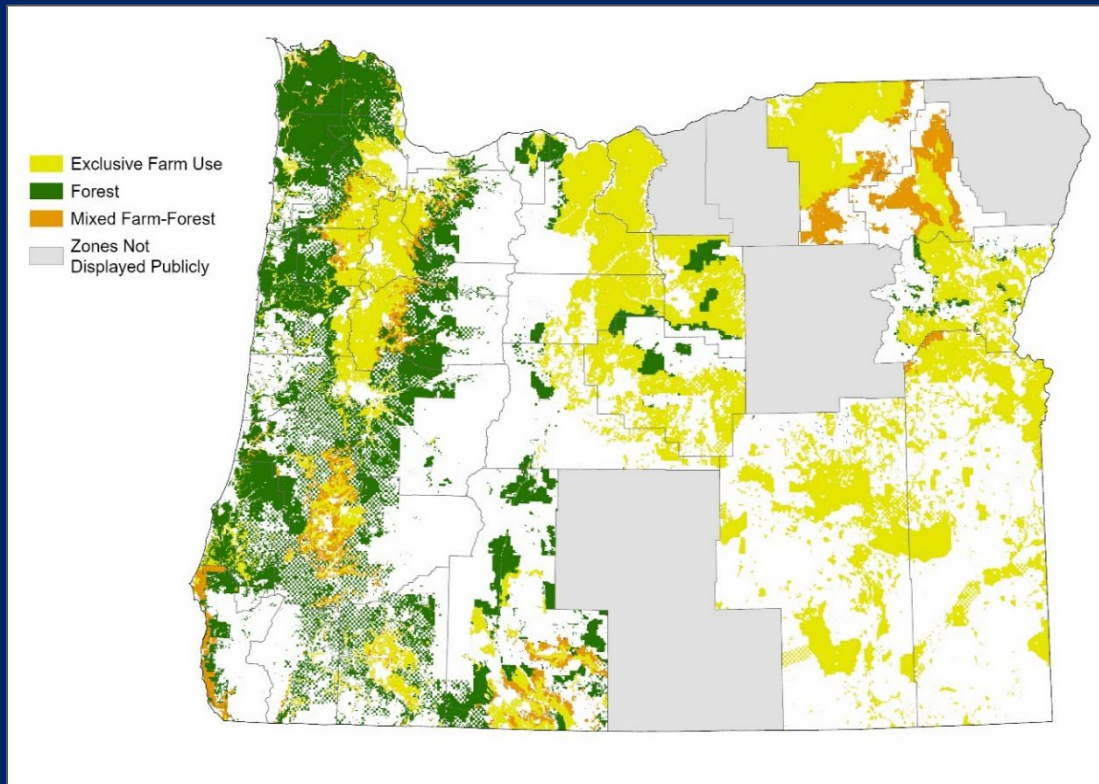 Exclusive Farm Use
Forest
Mixed Farm-Forest
Zones Not
Displayed Publicly